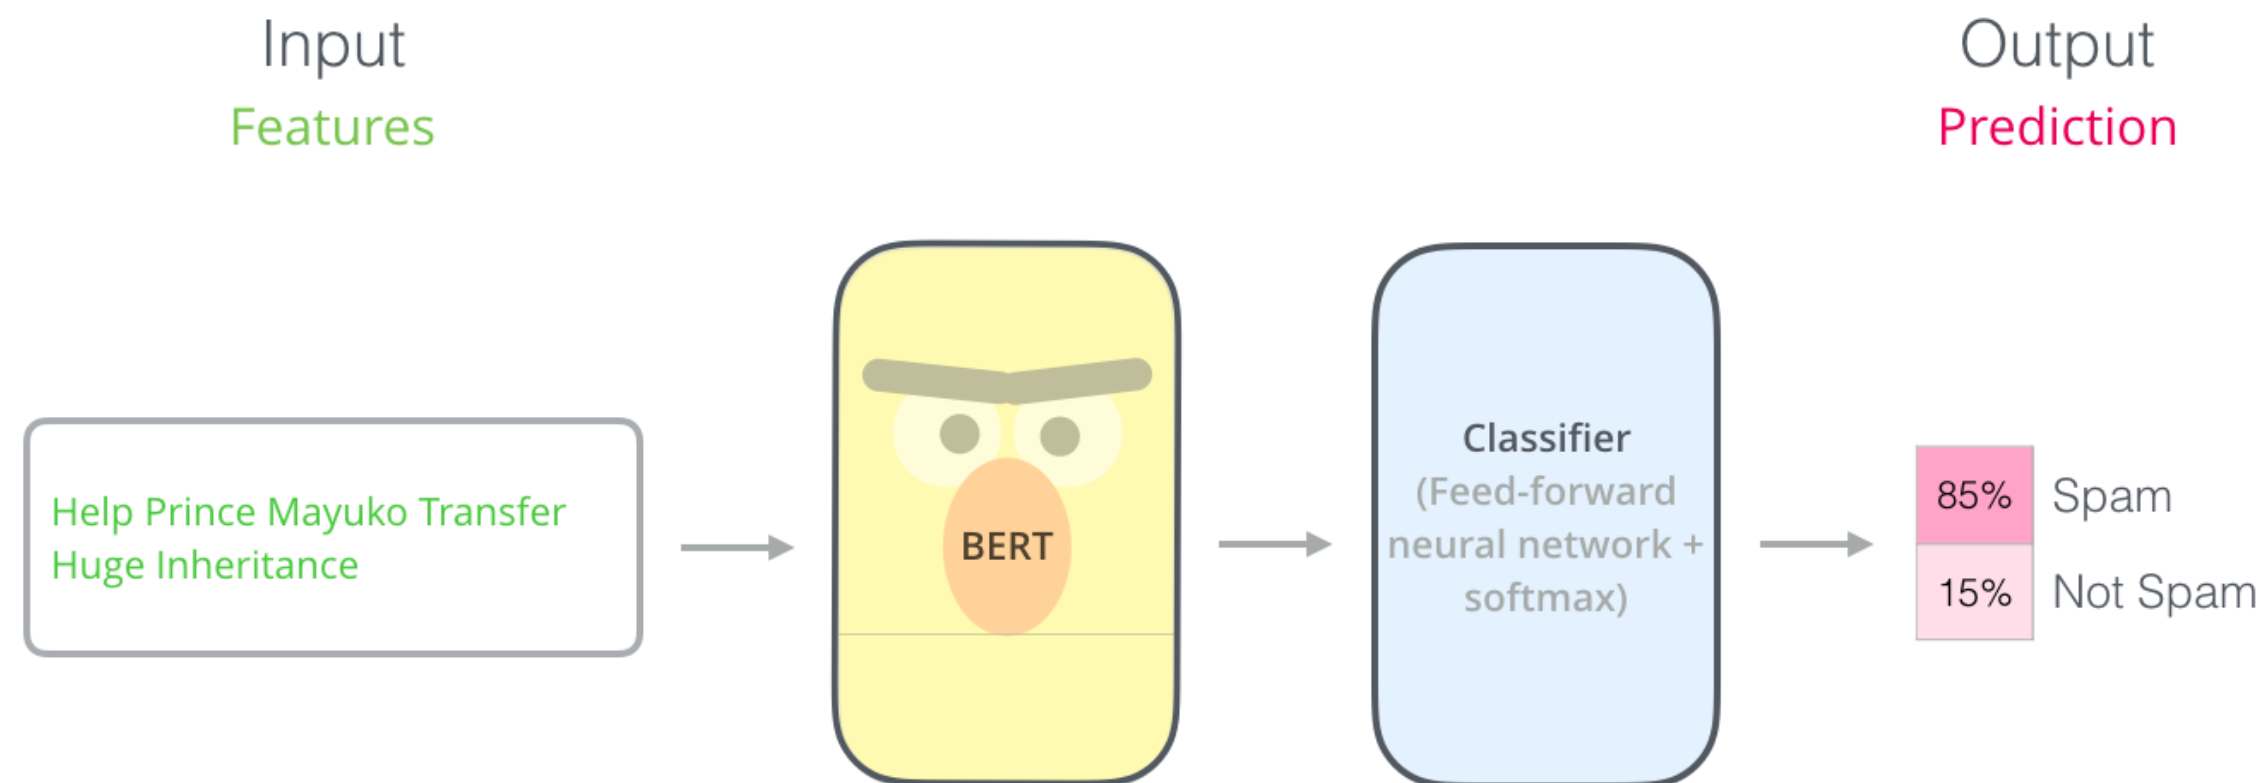 Input
Features
Output
Prediction
Help Prince Mayuko Transfer
Huge Inheritance
BERT
Classifier
(Feed-forward
neural network +
softmax)
85% Spam
15% Not Spam